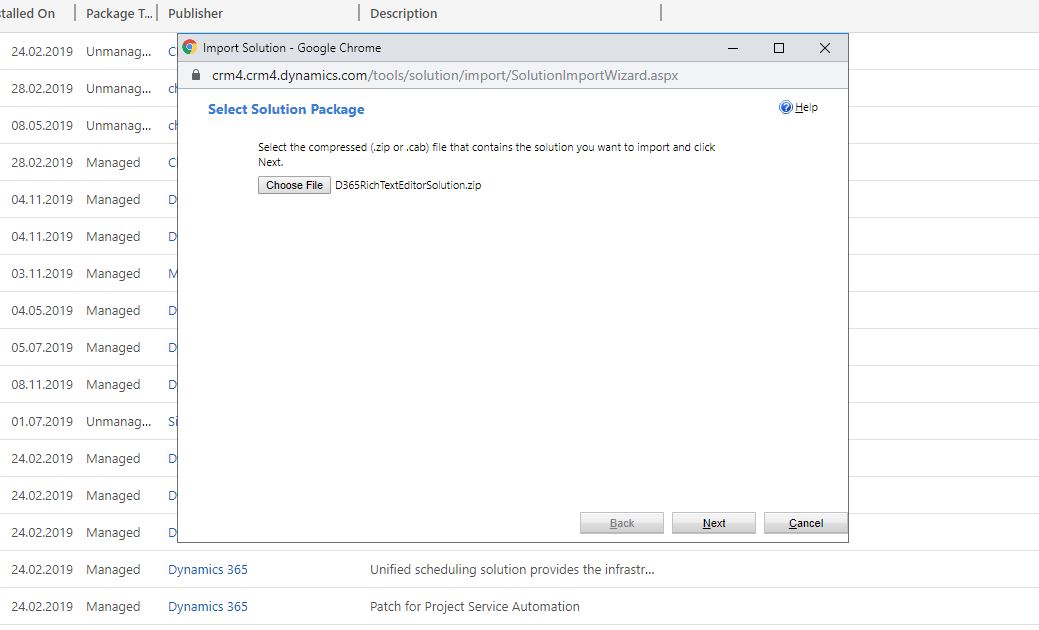 talled On Package T... Publisher Description
Import Solution - Google Chrome
crm4.crm4.dynamics.com/tools/solution/import/SolutionImportWizard.aspx
Select Solution Package
Help
Select the compressed (.zip or .cab) file that contains the solution you want to import and click
Next.
Choose File D365RichTextEditorSolution.zip
Back Next Cancel
24.02.2019 Unmanag... C
28.02.2019 Unmanag... ch
08.05.2019 Unmanag... ch
28.02.2019 Managed C
04.11.2019 Managed D
04.11.2019 Managed D
03.11.2019 Managed M
04.05.2019 Managed D
05.07.2019 Managed D
08.11.2019 Managed D
01.07.2019 Unmanag... Si
24.02.2019 Managed D
24.02.2019 Managed D
24.02.2019 Managed D
24.02.2019 Managed Dynamics 365 Unified scheduling solution provides the infrastr...
24.02.2019 Managed Dynamics 365 Patch for Project Service Automation